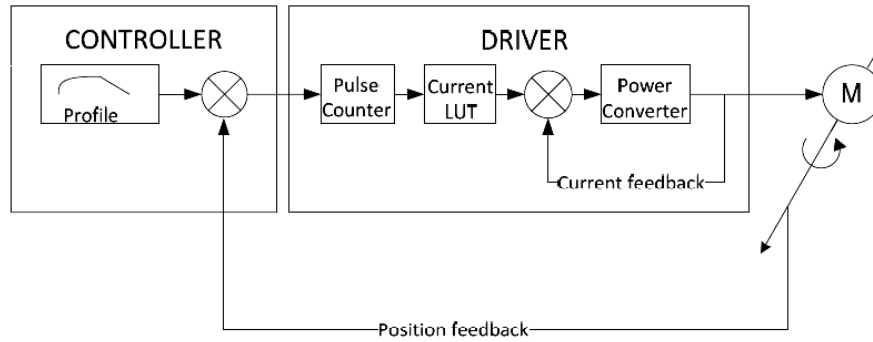 CONTROLLER
DRIVER
Profile
Pulse
Counter
Current
LUT
Power
Converter
M
Current feedback
Position feedback